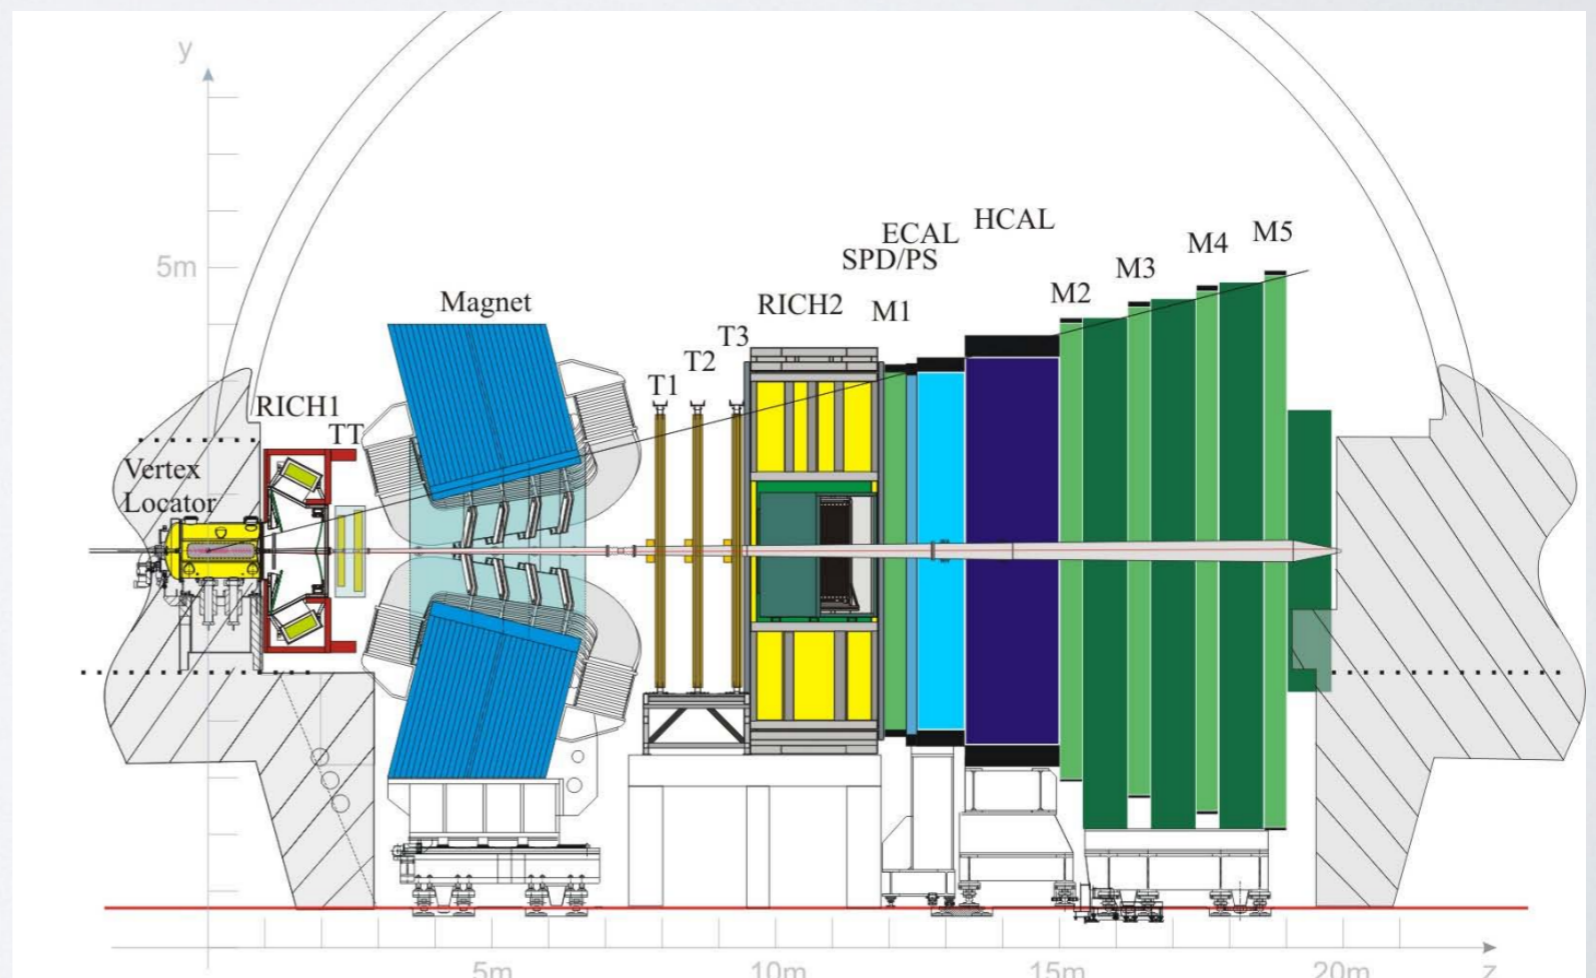 y
5m
HCAL
ECAL
SPD/PS
M5
M4
M3
M2
Magnet
RICH2
M1
T3
T2
T1
RICH1
TT
Vertex
Locator
5m
10m
15m
20m
z